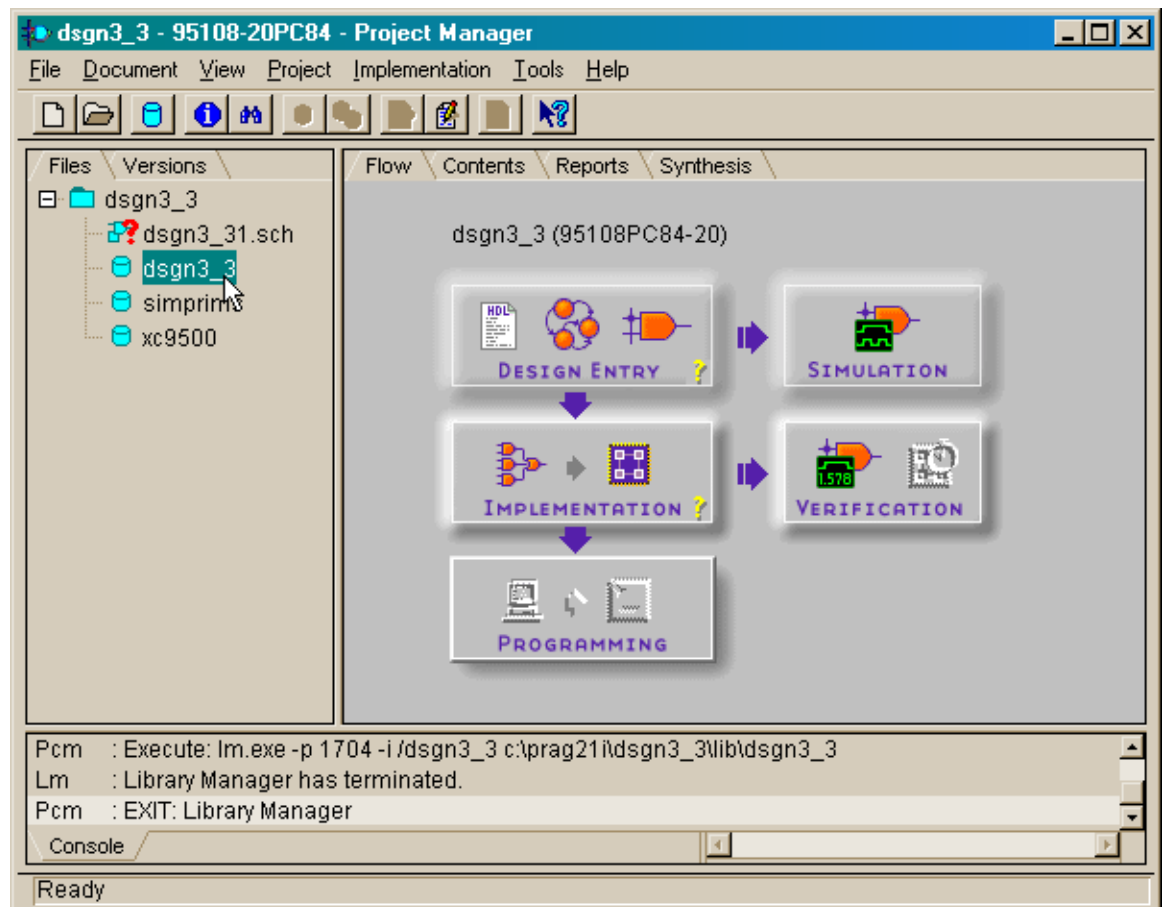 dsgn3_3 - 95108-20PC84 - Project Manager
File Document View Project Implementation Tools Help
Files Versions
dsgn3_3
dsgn3_31.sch
dsgn3_3
simprims
xc9500
Flow Contents Reports Synthesis
dsgn3_3 (95108PC84-20)
HDL
DESIGN ENTRY ?
SIMULATION
1.578
IMPLEMENTATION ?
VERIFICATION
PROGRAMMING
Pcm : Execute: lm.exe -p 1704 -i /dsgn3_3 c:\prag21i\dsgn3_3\lib\dsgn3_3
Lm : Library Manager has terminated.
Pcm : EXIT: Library Manager
Console
Ready